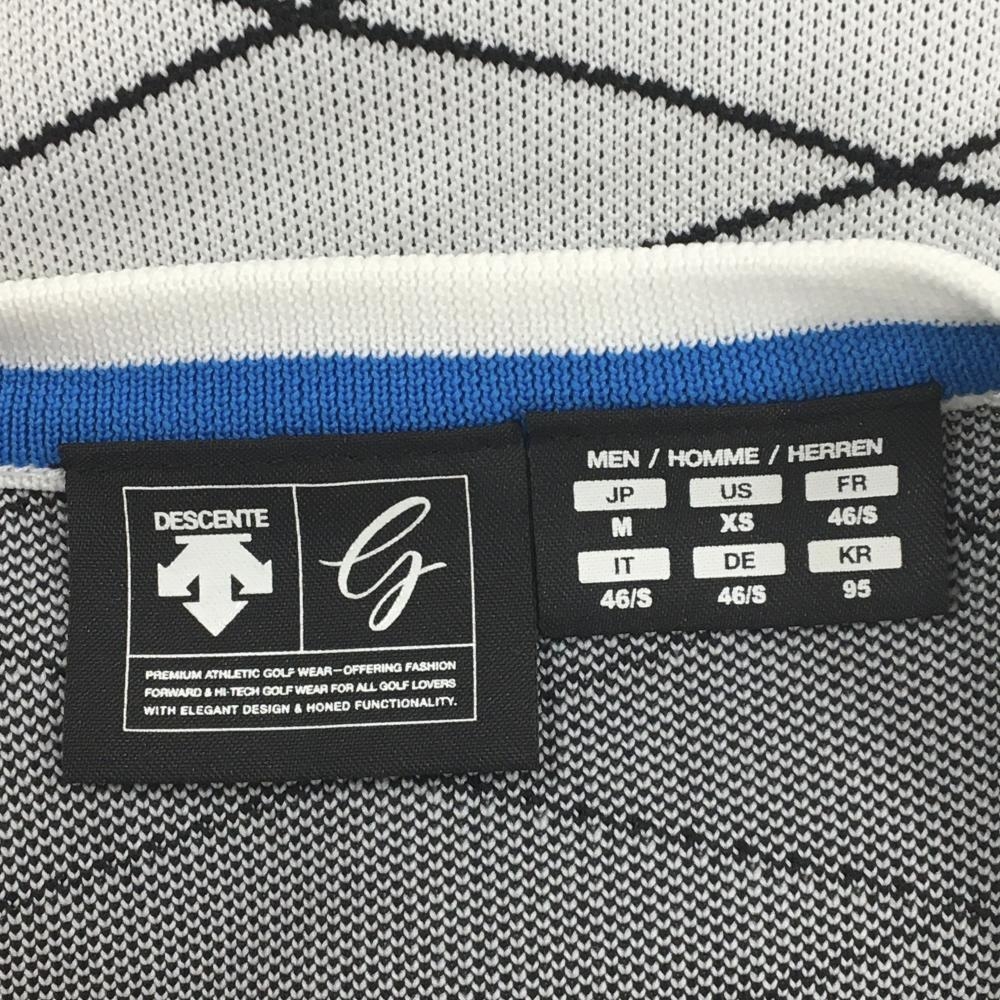 DESCENTE
G
PREMIUM ATHLETIC GOLF WEAR—OFFERING FASHION
FORWARD & HI-TECH GOLF WEAR FOR ALL GOLF LOVERS
WITH ELEGANT DESIGN & HONED FUNCTIONALITY.
MEN / HOMME / HERREN
JP US FR
M XS 46/S
IT DE KR
46/S 46/S 95